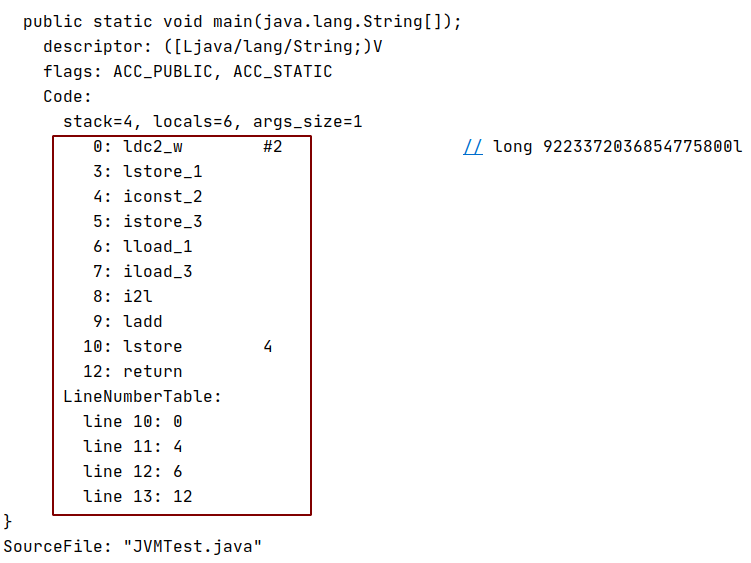 public static void main(java.lang.String[]);
descriptor: ([Ljava/lang/String;)V
flags: ACC_PUBLIC, ACC_STATIC
Code:
stack=4, locals=6, args_size=1
0: ldc2_w #2 // long 9223372036854775800l
3: lstore_1
4: iconst_2
5: istore_3
6: lload_1
7: iload_3
8: i2l
9: ladd
10: lstore 4
12: return
LineNumberTable:
line 10: 0
line 11: 4
line 12: 6
line 13: 12
}
SourceFile: "JVMTest.java"